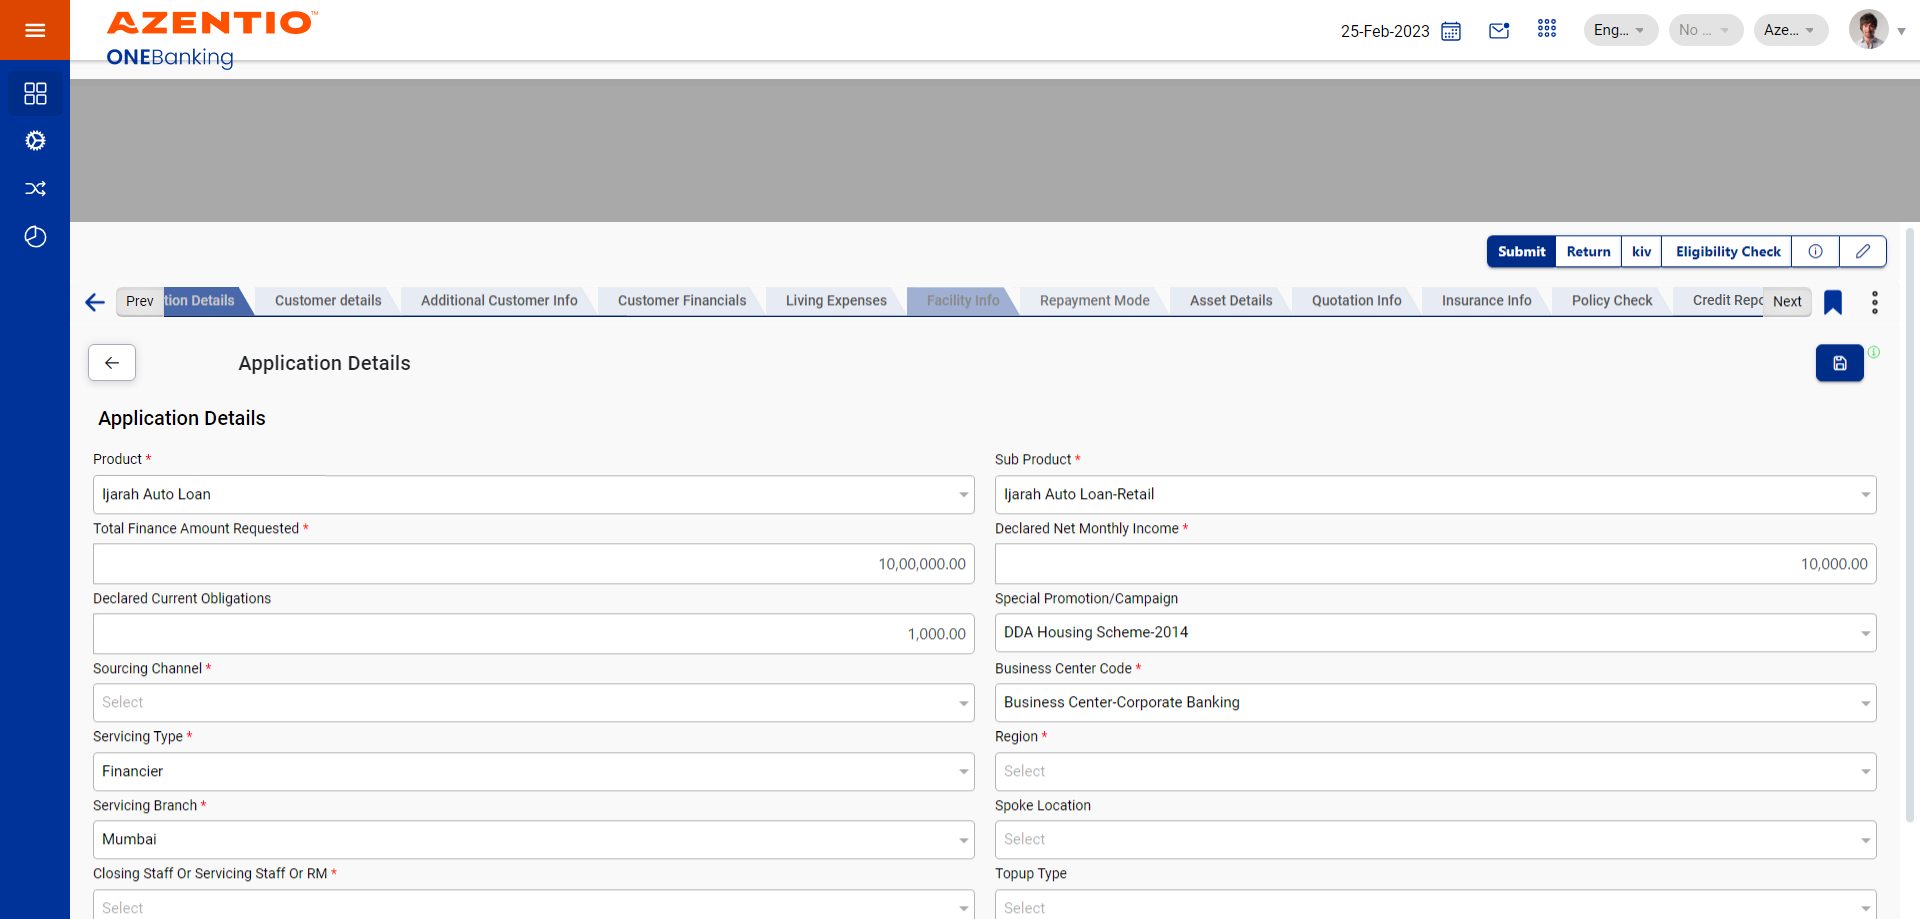 AZENTIO™
ONEBanking
25-Feb-2023
Eng...
No ...
Aze...
Submit
Return
kiv
Eligibility Check
Prev
tion Details
Customer details
Additional Customer Info
Customer Financials
Living Expenses
Facility Info
Repayment Mode
Asset Details
Quotation Info
Insurance Info
Policy Check
Credit Repo
Next
Application Details
Application Details
Product *
Sub Product *
Ijarah Auto Loan
Ijarah Auto Loan-Retail
Total Finance Amount Requested *
Declared Net Monthly Income *
10,00,000.00
10,000.00
Declared Current Obligations
Special Promotion/Campaign
1,000.00
DDA Housing Scheme-2014
Sourcing Channel *
Business Center Code *
Select
Business Center-Corporate Banking
Servicing Type *
Region *
Financier
Select
Servicing Branch *
Spoke Location
Mumbai
Select
Closing Staff Or Servicing Staff Or RM *
Topup Type
Select
Select